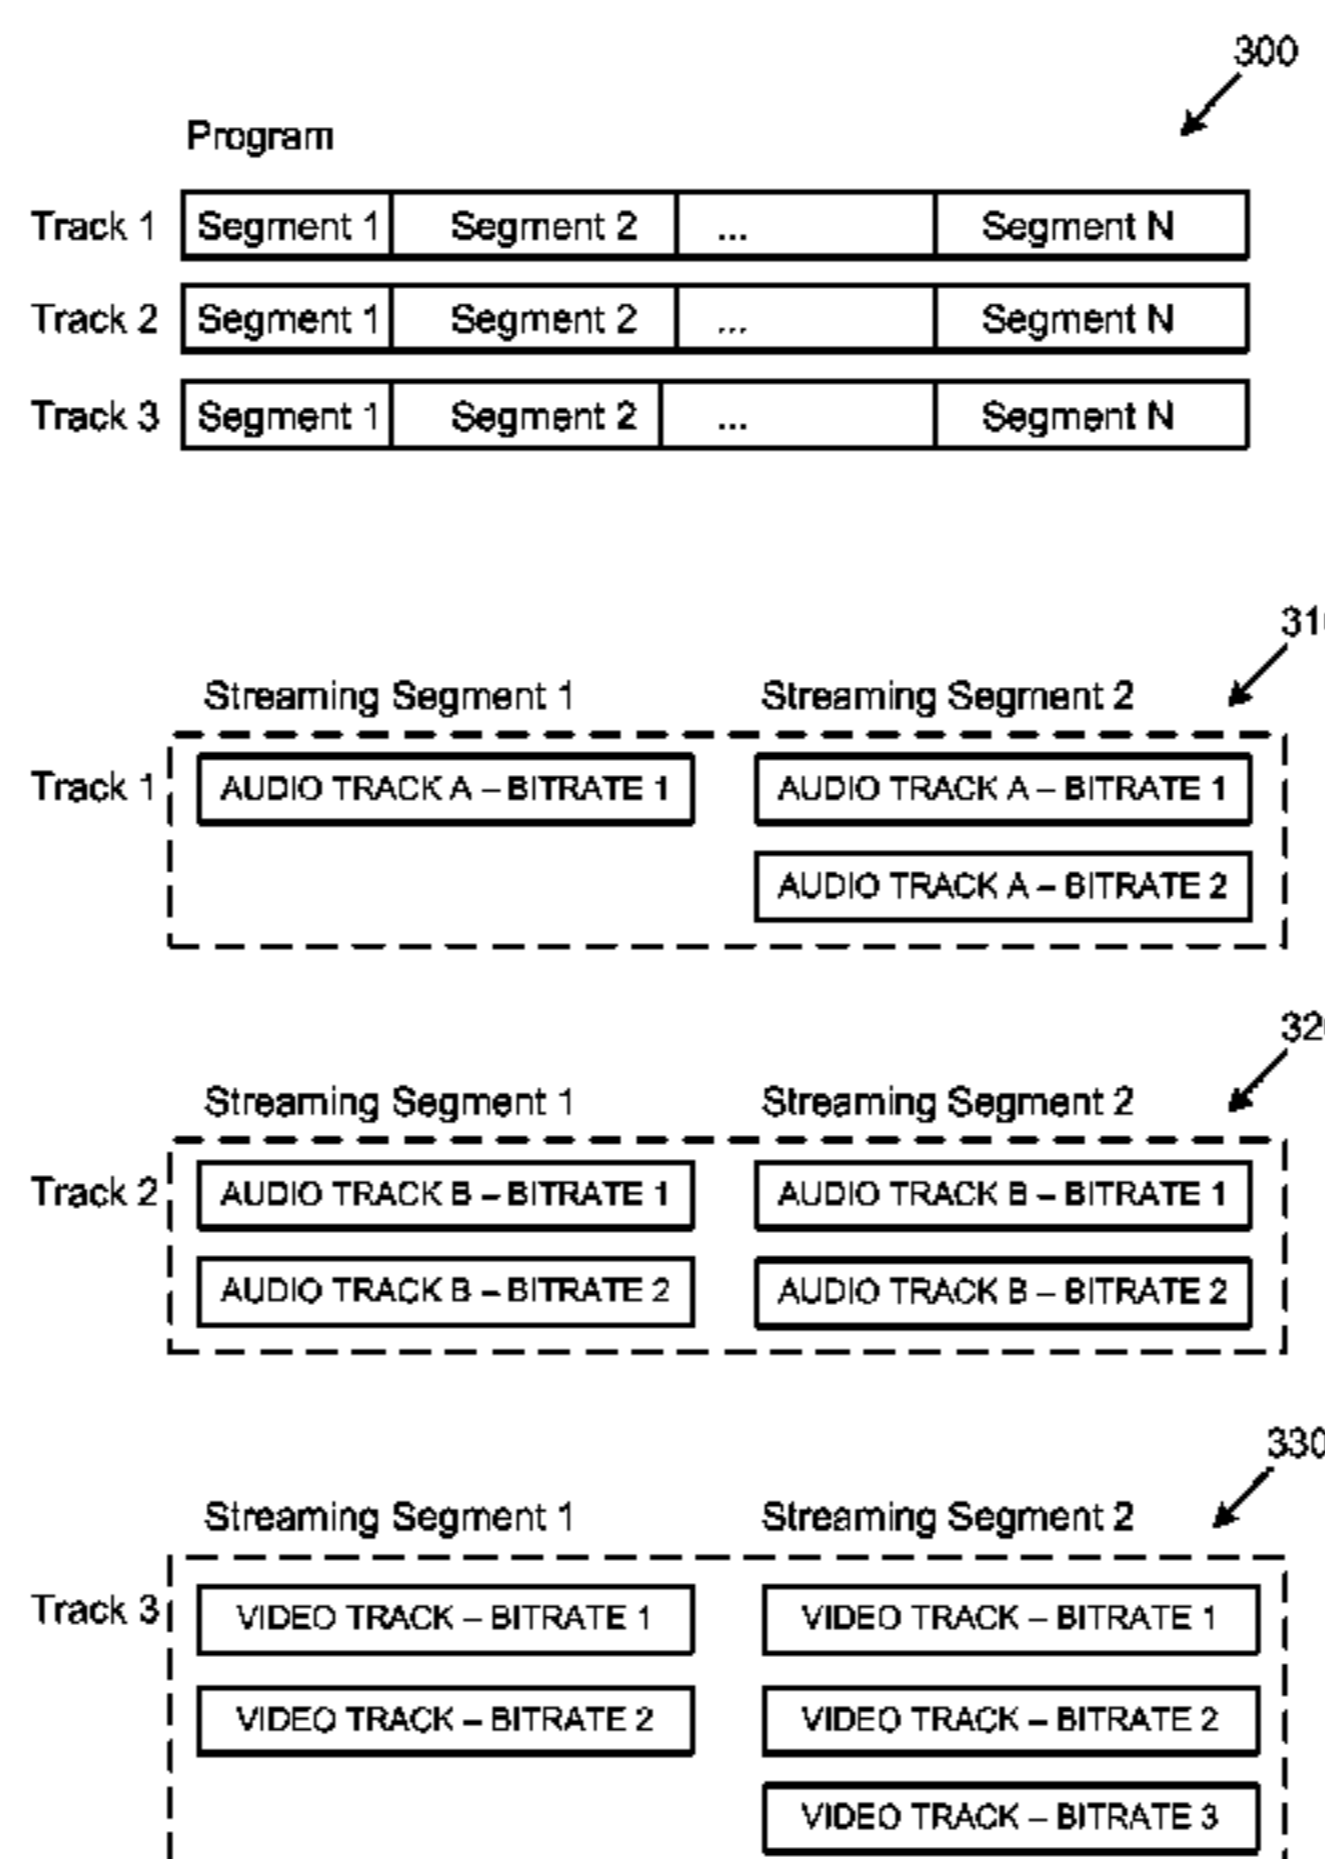 300
Program
Track 1 Segment 1 Segment 2 ... Segment N
Track 2 Segment 1 Segment 2 ... Segment N
Track 3 Segment 1 Segment 2 ... Segment N
310
Streaming Segment 1 Streaming Segment 2
Track 1 AUDIO TRACK A – BITRATE 1 AUDIO TRACK A – BITRATE 1
AUDIO TRACK A – BITRATE 2
320
Streaming Segment 1 Streaming Segment 2
Track 2 AUDIO TRACK B – BITRATE 1 AUDIO TRACK B – BITRATE 1
AUDIO TRACK B – BITRATE 2 AUDIO TRACK B – BITRATE 2
330
Streaming Segment 1 Streaming Segment 2
Track 3 VIDEO TRACK – BITRATE 1 VIDEO TRACK – BITRATE 1
VIDEO TRACK – BITRATE 2 VIDEO TRACK – BITRATE 2
VIDEO TRACK – BITRATE 3